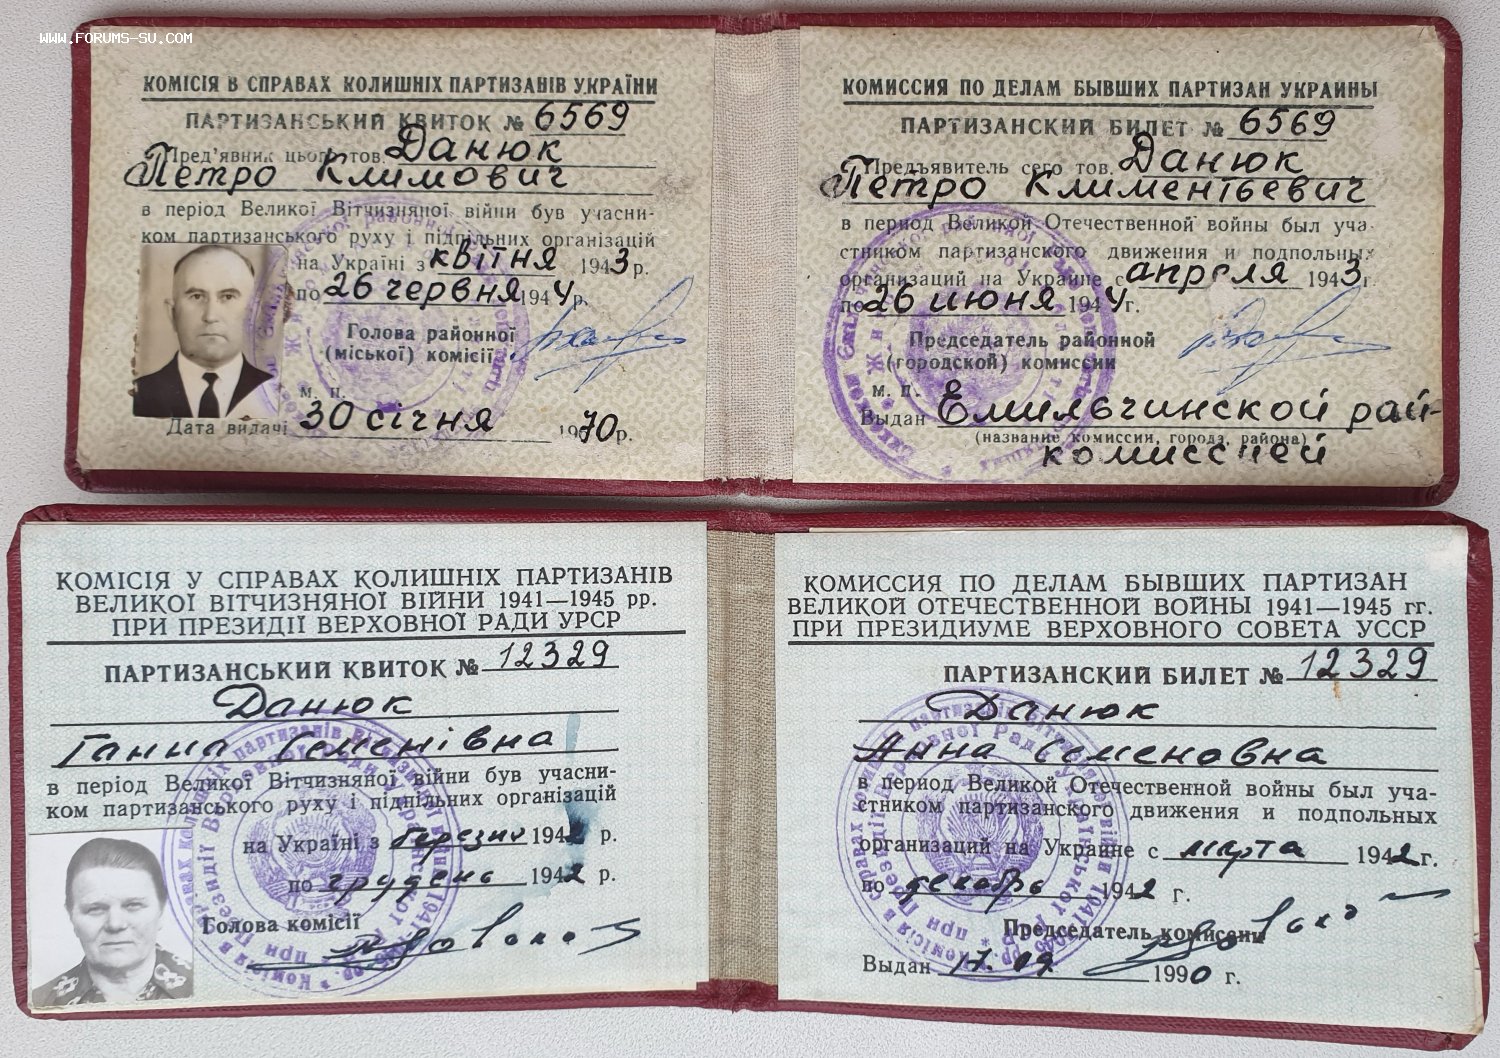 WWW.FORUMS-SU.COM
КОМІСІЯ В СПРАВАХ КОЛИШНІХ ПАРТИЗАНІВ УКРАЇНИ
ПАРТИЗАНСЬКИЙ КВИТОК № 6569
Пред'явник цього тов. Данюк
Петро Климович
в період Великої Вітчизняної війни був учасни-
ком партизанського руху і підпільних організацій
на Україні з квітня 1943 р.
по 26 червня 1944 р.
Голова районної
(міської) комісії
м. п.
Дата видачі 30 січня 1970 р.
КОМИССИЯ ПО ДЕЛАМ БЫВШИХ ПАРТИЗАН УКРАИНЫ
ПАРТИЗАНСКИЙ БИЛЕТ № 6569
Предъявитель сего тов. Данюк
Петро Климентьевич
в период Великой Отечественной войны был уча-
стником партизанского движения и подпольных
организаций на Украине с апреля 1943 г.
по 26 июня 1944 г.
Председатель районной
(городской) комиссии
м. п.
Выдан Емильчинской рай-
(название комиссии, города, района)
комиссией
КОМІСІЯ У СПРАВАХ КОЛИШНІХ ПАРТИЗАНІВ
ВЕЛИКОЇ ВІТЧИЗНЯНОЇ ВІЙНИ 1941—1945 рр.
ПРИ ПРЕЗИДІЇ ВЕРХОВНОЇ РАДИ УРСР
ПАРТИЗАНСЬКИЙ КВИТОК № 12329
Данюк
Ганна Семенівна
в період Великої Вітчизняної війни був учасни-
ком партизанського руху і підпільних організацій
на Україні з березня 1942 р.
по грудень 1942 р.
Голова комісії
КОМИССИЯ ПО ДЕЛАМ БЫВШИХ ПАРТИЗАН
ВЕЛИКОЙ ОТЕЧЕСТВЕННОЙ ВОЙНЫ 1941—1945 гг.
ПРИ ПРЕЗИДИУМЕ ВЕРХОВНОГО СОВЕТА УССР
ПАРТИЗАНСКИЙ БИЛЕТ № 12329
Данюк
Анна Семеновна
в период Великой Отечественной войны был уча-
стником партизанского движения и подпольных
организаций на Украине с марта 1942 г.
по декабрь 1942 г.
Председатель комиссии
Выдан 17.09 1990 г.